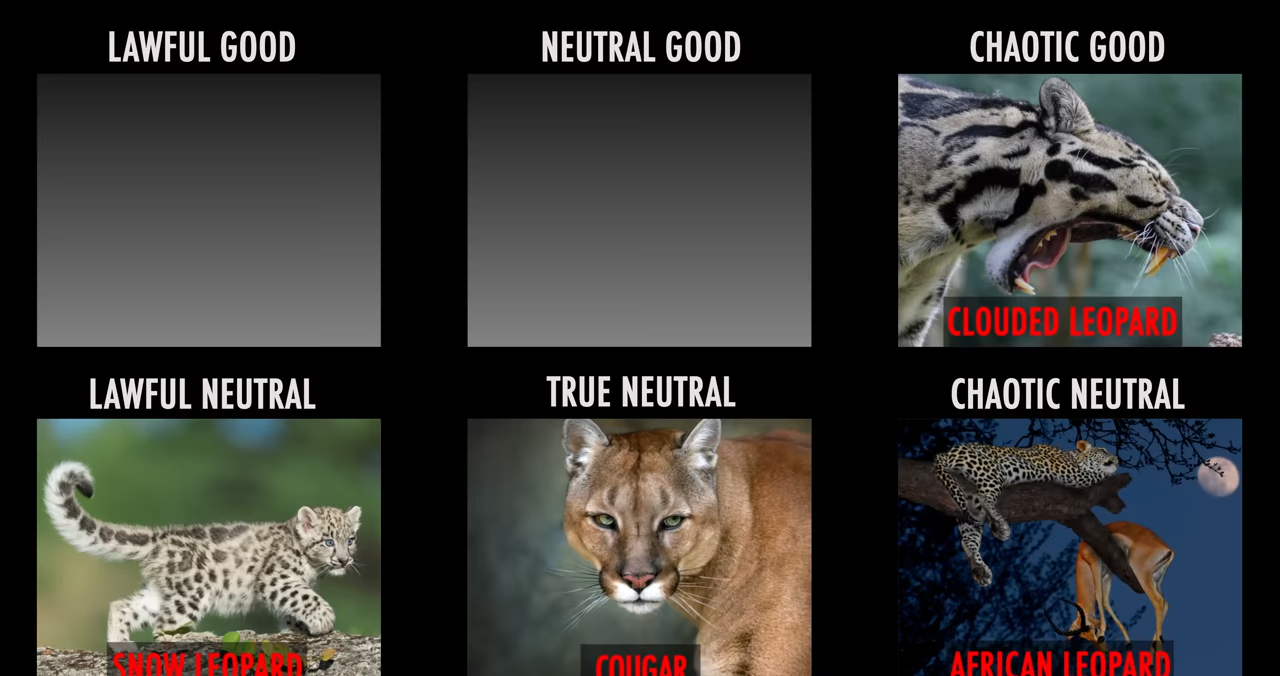 LAWFUL GOOD
NEUTRAL GOOD
CHAOTIC GOOD
CLOUDED LEOPARD
LAWFUL NEUTRAL
TRUE NEUTRAL
CHAOTIC NEUTRAL
SNOW LEOPARD
COUGAR
AFRICAN LEOPARD